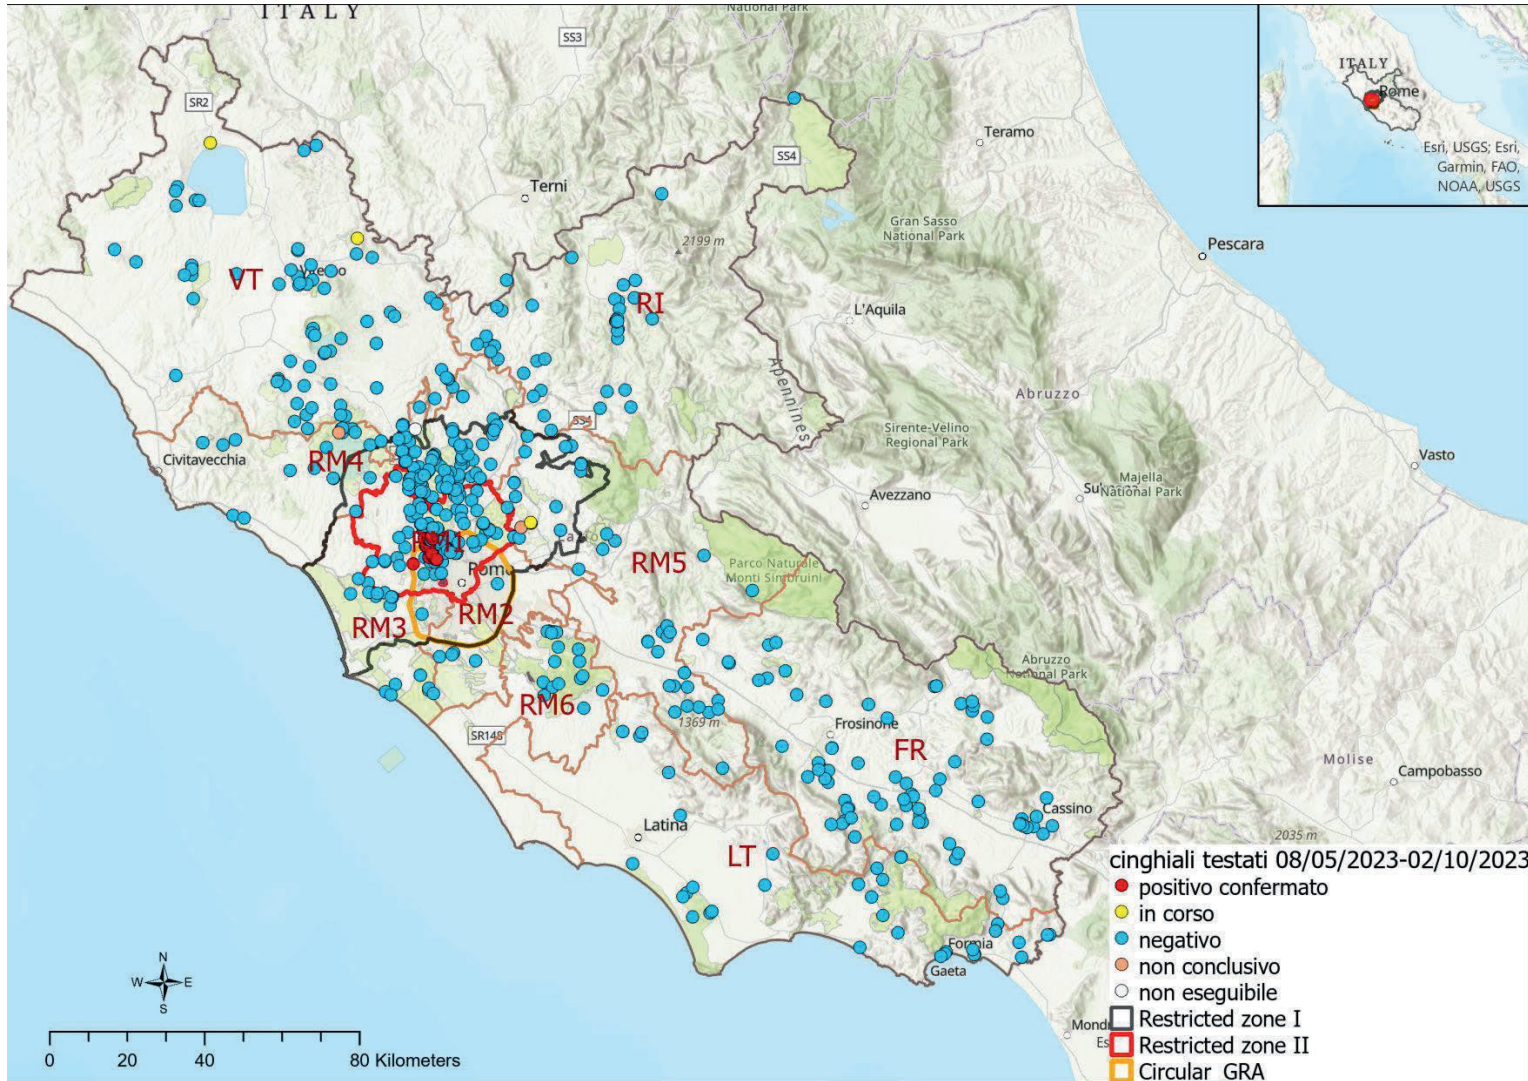 ITALY
National Park
SS3
SR2
Teramo
SS4
Terni
ITALY
Rome
Esri, USGS; Esri,
Garmin, FAO,
NOAA, USGS
Gran Sasso
National Park
2199 m
Pescara
VT
RI
L'Aquila
Apennines
Abruzzo
SS4
Sirente-Velino
Regional Park
Vasto
Civitavecchia
RM4
Majella
National Park
Avezzano
RM1
RM5
Parco Naturale
Monti Simbruini
Roma
RM2
RM3
Abruzzo
National Park
RM6
1369 m
Frosinone
SR148
FR
Molise
Campobasso
Cassino
Latina
2035 m
LT
Formia
Gaeta
cinghiali testati 08/05/2023-02/10/2023
positivo confermato
in corso
negativo
non conclusivo
non eseguibile
Restricted zone I
Restricted zone II
Circular GRA
N
W E
S
0 20 40 80 Kilometers